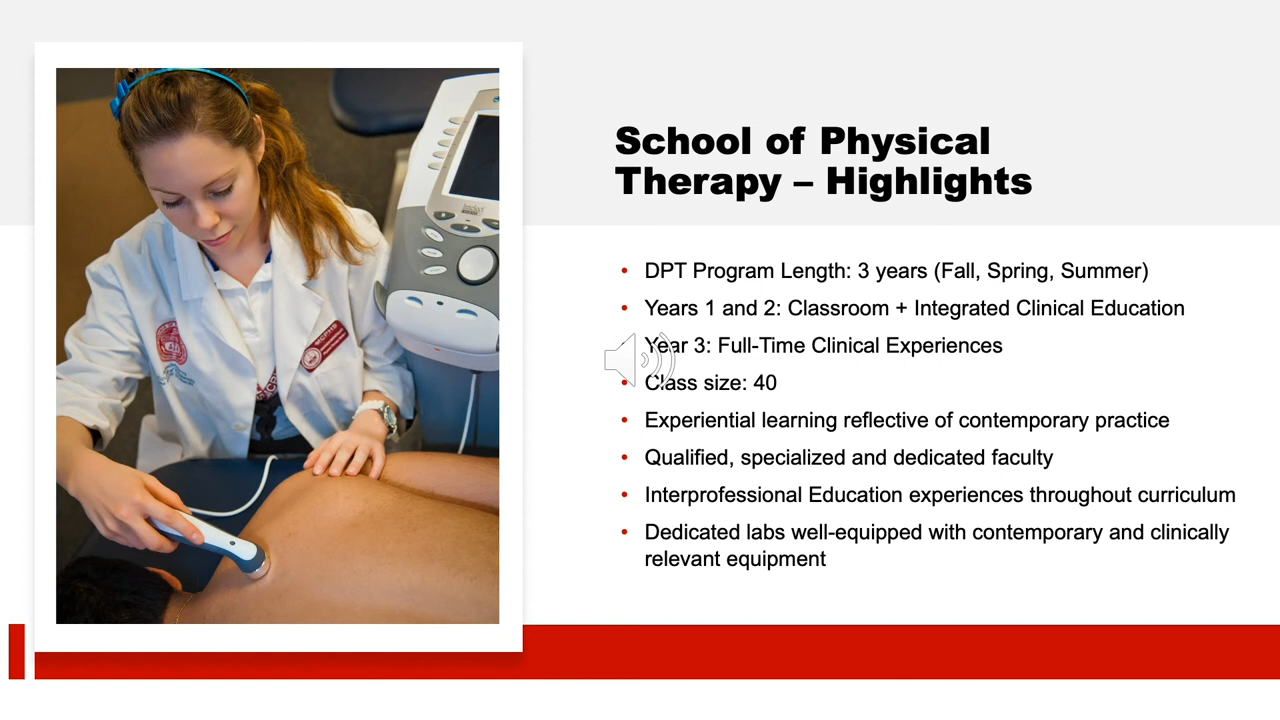 School of Physical
Therapy – Highlights
• DPT Program Length: 3 years (Fall, Spring, Summer)
• Years 1 and 2: Classroom + Integrated Clinical Education
Year 3: Full-Time Clinical Experiences
• Class size: 40
• Experiential learning reflective of contemporary practice
• Qualified, specialized and dedicated faculty
• Interprofessional Education experiences throughout curriculum
• Dedicated labs well-equipped with contemporary and clinically
relevant equipment
MCPHS